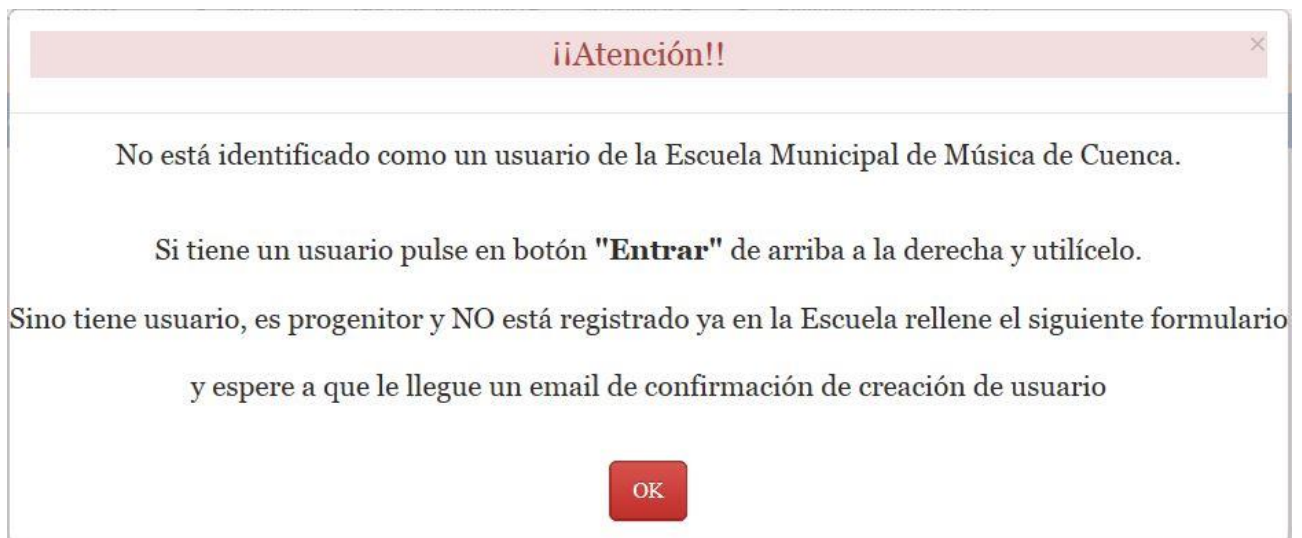 ¡¡Atención!!
×
No está identificado como un usuario de la Escuela Municipal de Música de Cuenca.
Si tiene un usuario pulse en botón "Entrar" de arriba a la derecha y utilícelo.
Sino tiene usuario, es progenitor y NO está registrado ya en la Escuela rellene el siguiente formulario
y espere a que le llegue un email de confirmación de creación de usuario
OK